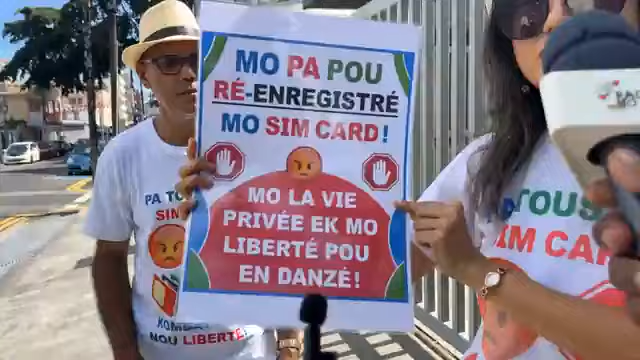 MO PA POU
RÉ-ENREGISTRÉ
MO SIM CARD!
MO LA VIE
PRIVÉE EK MO
LIBERTÉ POU
EN DANZÉ!
PA TO
SIM
NOU LIBERTÉ!
TOUS
SIM CAR